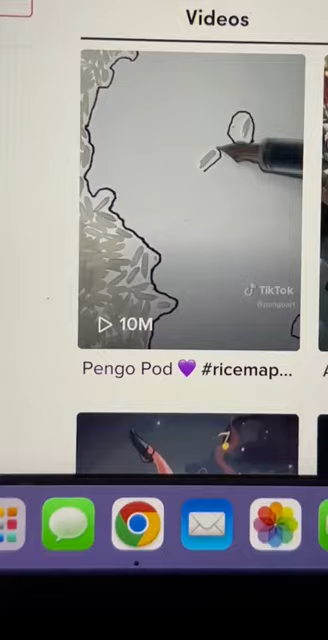 Videos
TikTok
@pengoart
10M
Pengo Pod 💜 #ricemap...